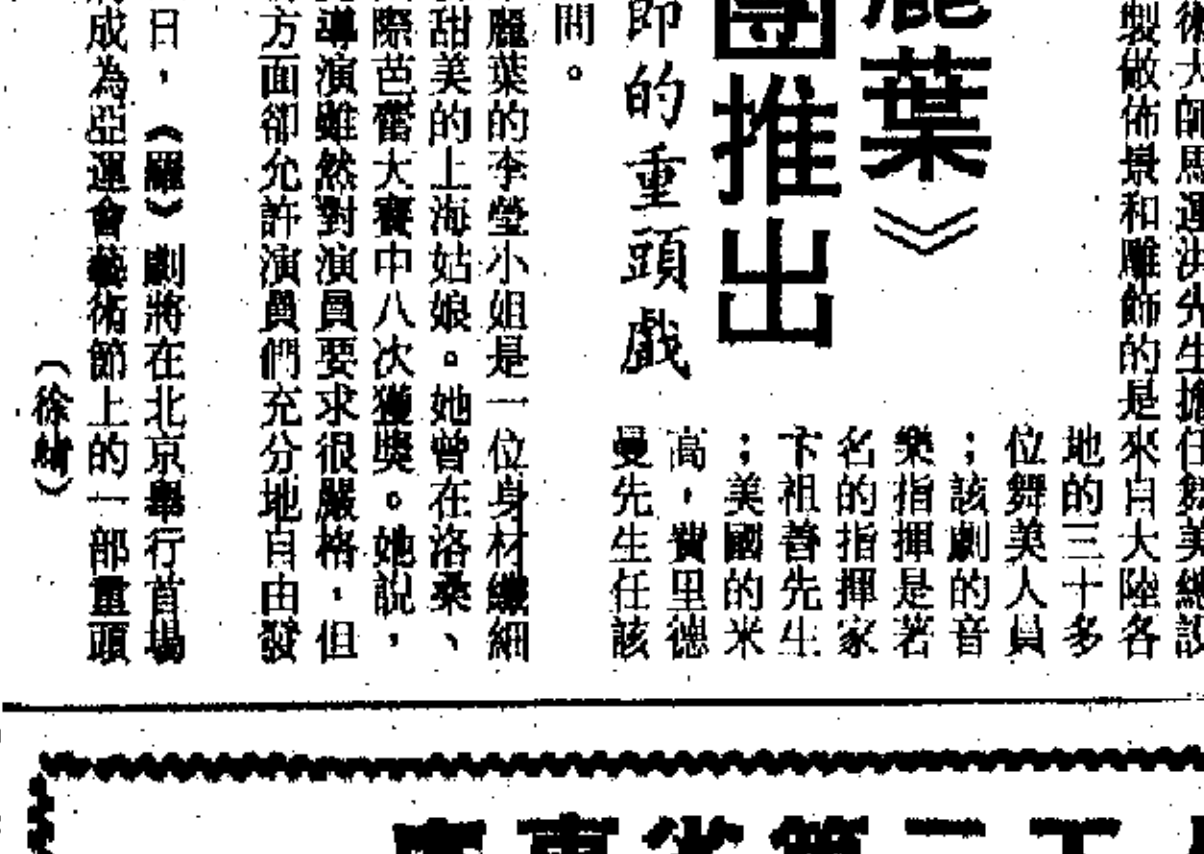 術大師馬運洪先生擔任舞美總設
製做佈景和雕飾的是來自大陸各
地的三十多
位舞美人員
；該劇的音
樂指揮是著
名的指揮家
卞祖善先生
；美國的米
高，費里德
曼先生任該
麗葉》
團推出
節的重頭戲
間。
麗葉的李瑩小姐是一位身材纖細
甜美的上海姑娘。她曾在洛桑、
際芭蕾大賽中八次獲獎。她說，
導演雖然對演員要求很嚴格，但
方面卻允許演員們充分地自由發
日，《羅》劇將在北京舉行首場
成為亞運會藝術節上的一部重頭
（徐